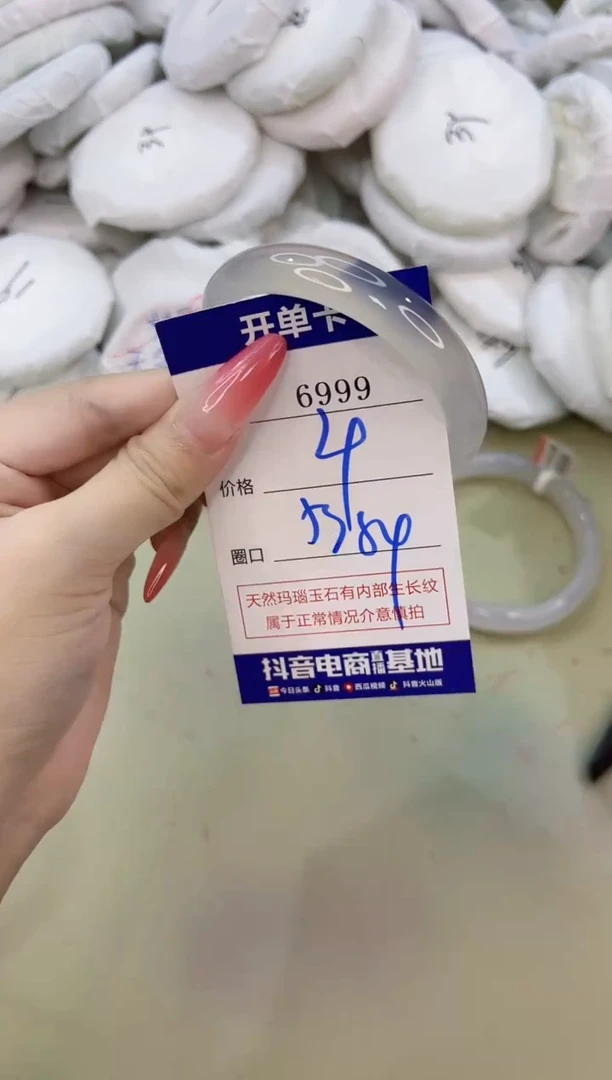 开单卡
6999
4
价格
圈口
天然玛瑙玉石有内部生长纹
属于正常情况介意慎拍
抖音电商直播基地
今日头条 抖音 西瓜视频 抖音火山版